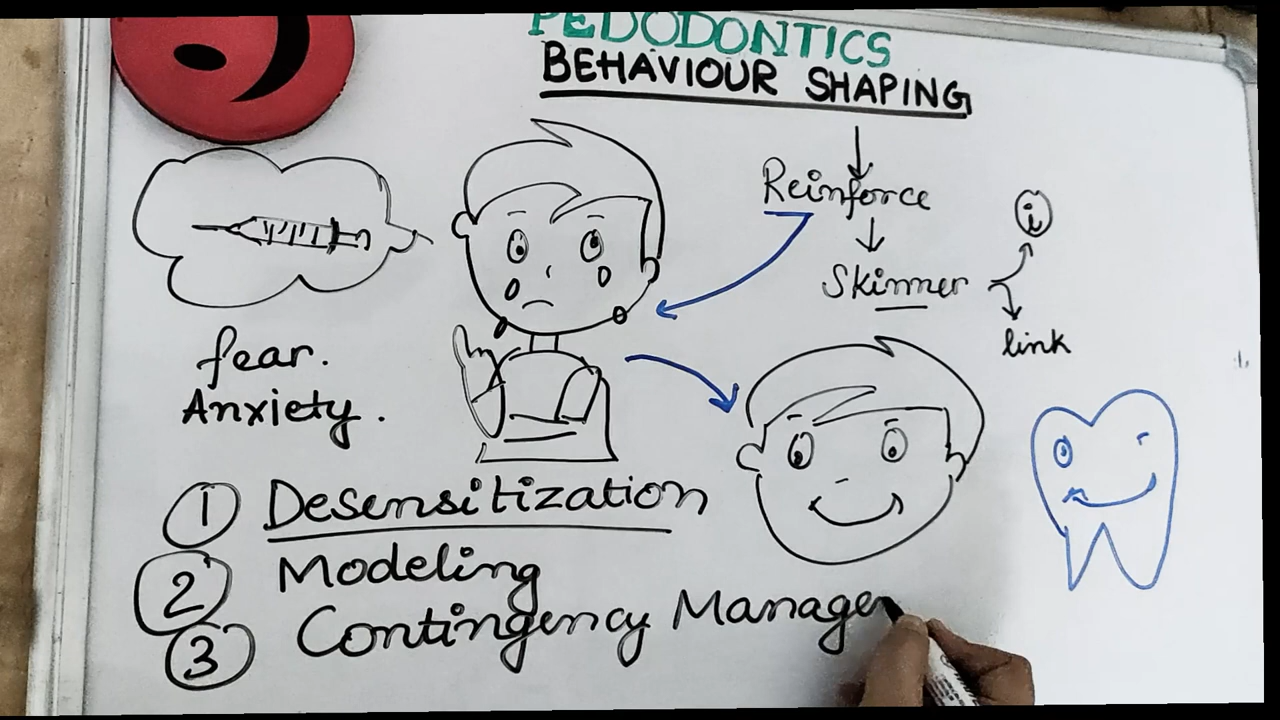 PEDODONTICS
BEHAVIOUR SHAPING
Reinforce
Skinner
i
link
fear.
Anxiety.
1 Desensitization
2 Modeling
3 Contingency Manage